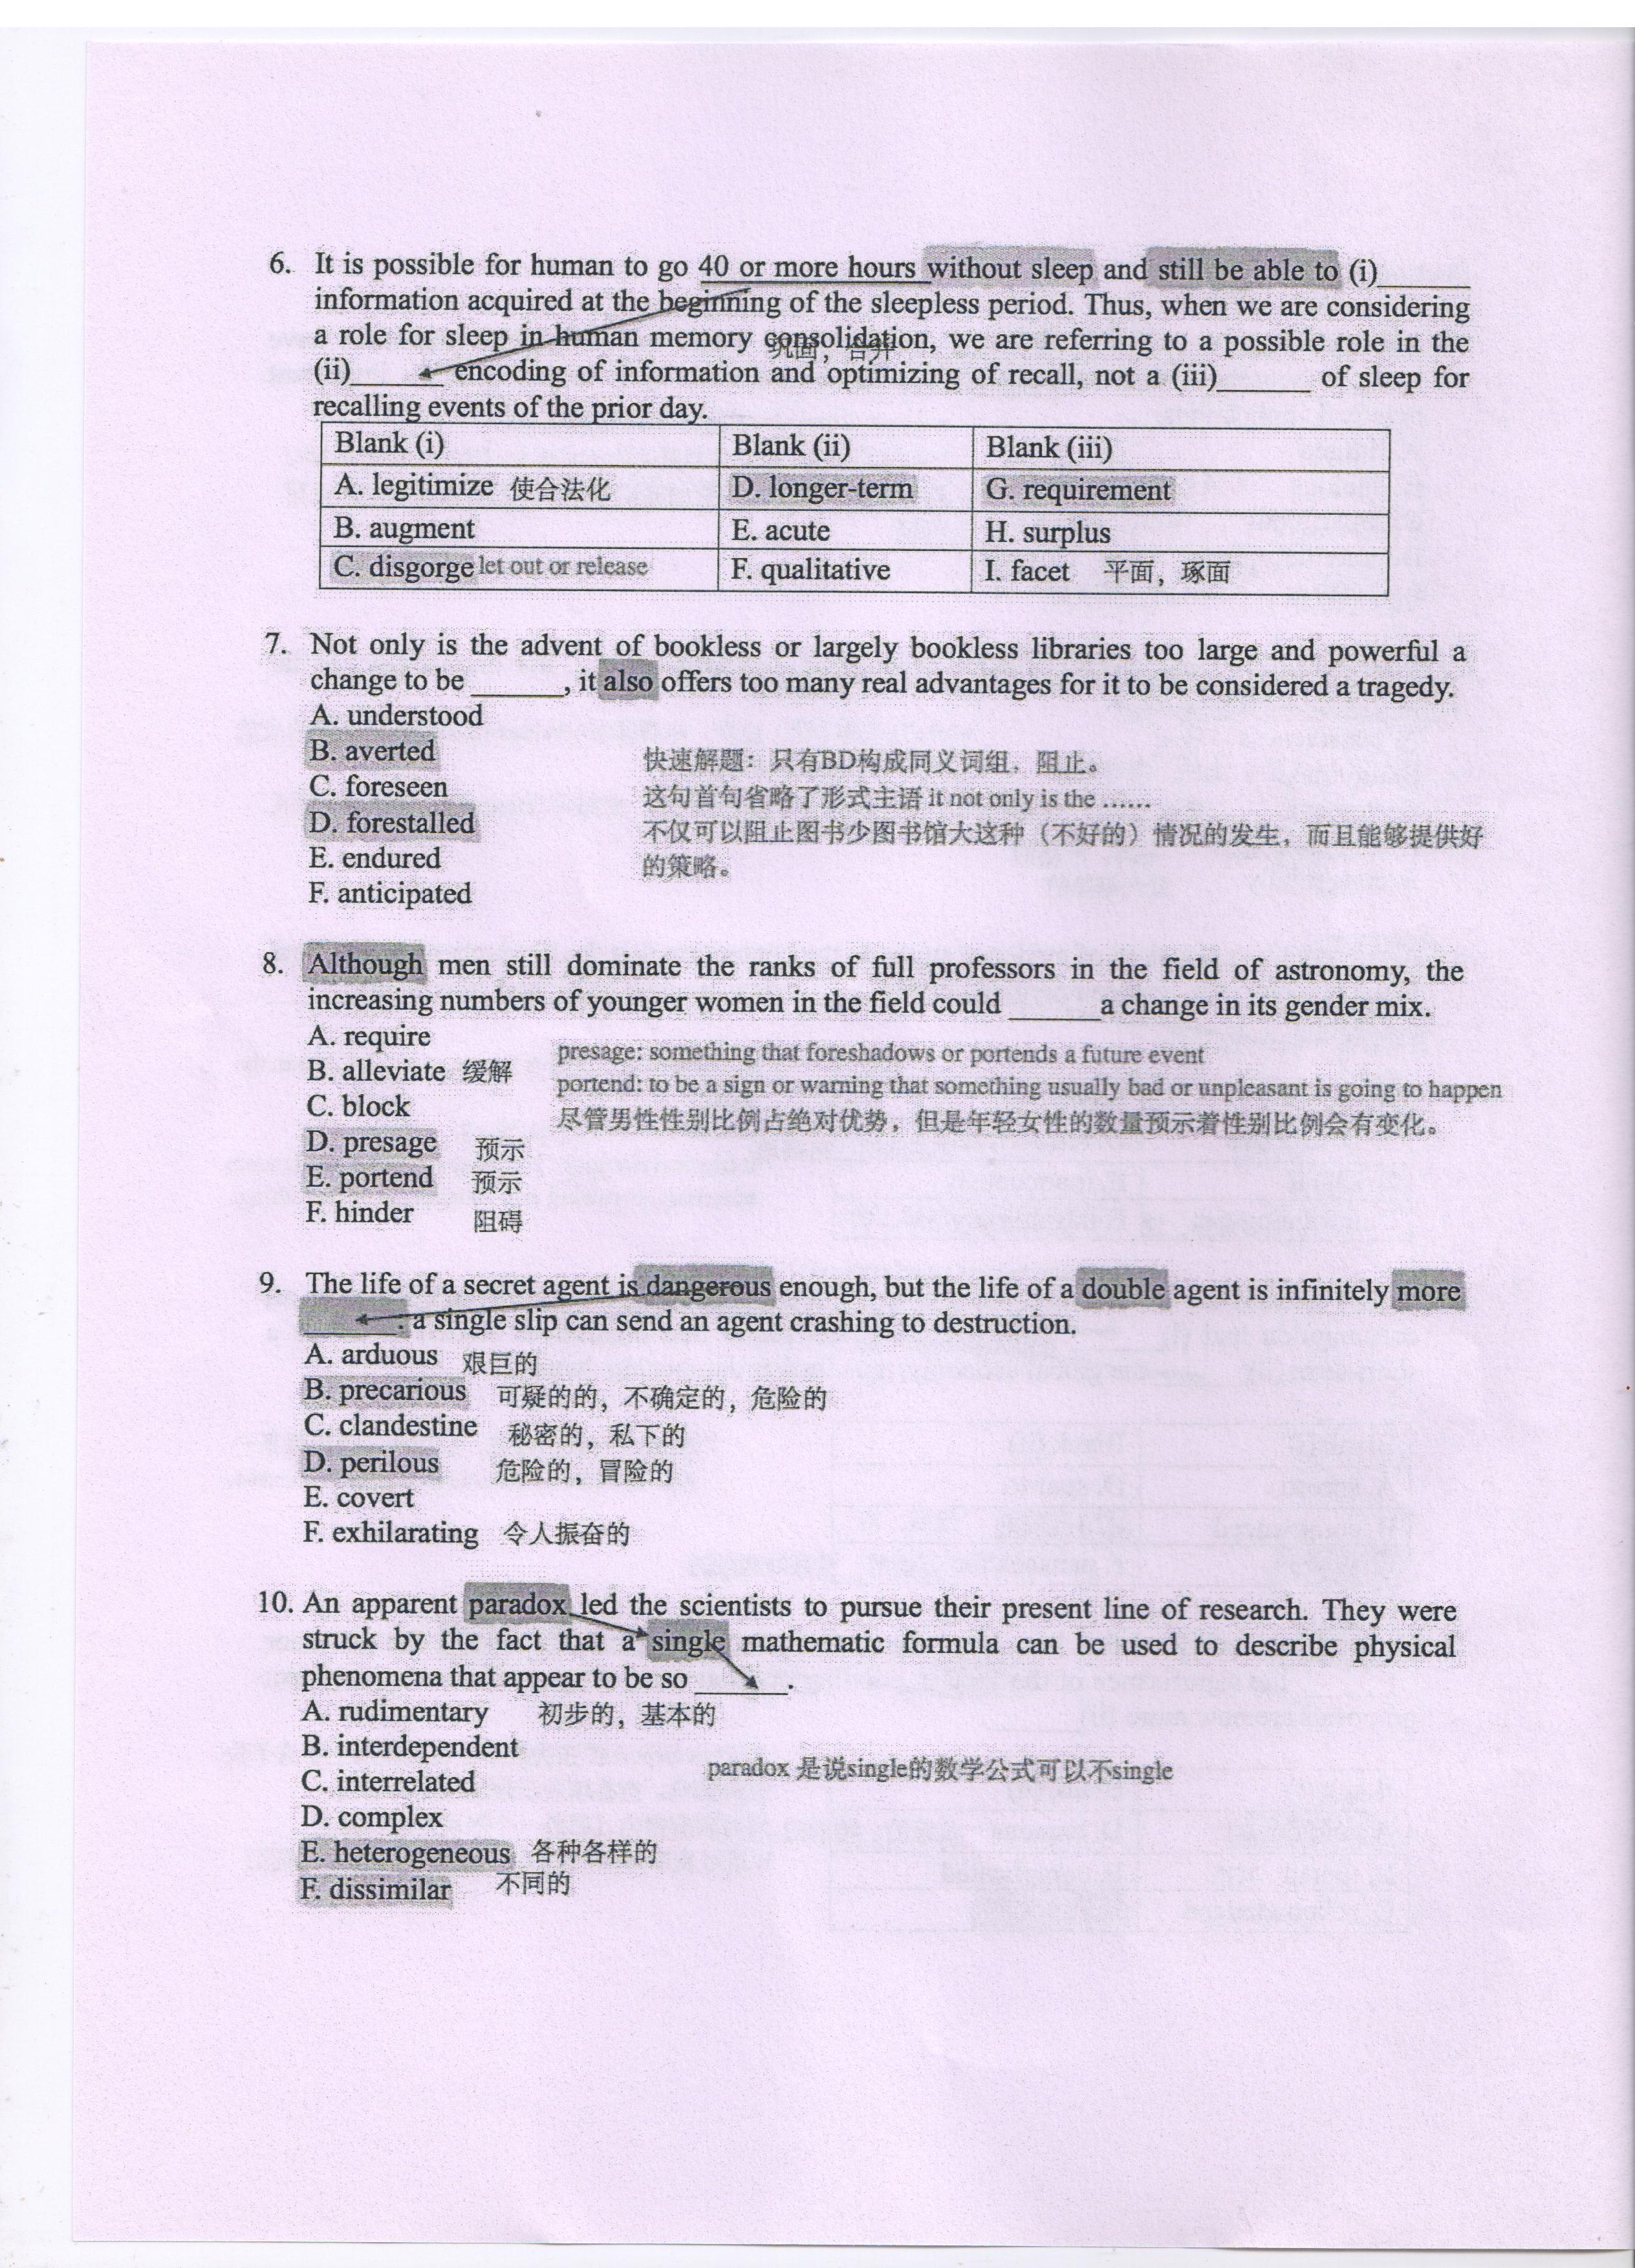 6. It is possible for human to go 40 or more hours without sleep and still be able to (i)______
information acquired at the beginning of the sleepless period. Thus, when we are considering
a role for sleep in human memory consolidation, we are referring to a possible role in the
巩固，合并
(ii)______ encoding of information and optimizing of recall, not a (iii)______ of sleep for
recalling events of the prior day.
Blank (i) Blank (ii) Blank (iii)
A. legitimize 使合法化 D. longer-term G. requirement
B. augment E. acute H. surplus
C. disgorge let out or release F. qualitative I. facet 平面，琢面
7. Not only is the advent of bookless or largely bookless libraries too large and powerful a
change to be ______, it also offers too many real advantages for it to be considered a tragedy.
A. understood
B. averted
快速解题：只有BD构成同义词组，阻止。
C. foreseen
这句首句省略了形式主语 it not only is the ......
D. forestalled
不仅可以阻止图书少图书馆大这种（不好的）情况的发生，而且能够提供好
E. endured
的策略。
F. anticipated
8. Although men still dominate the ranks of full professors in the field of astronomy, the
increasing numbers of younger women in the field could ______a change in its gender mix.
A. require
presage: something that foreshadows or portends a future event
B. alleviate 缓解
portend: to be a sign or warning that something usually bad or unpleasant is going to happen
C. block
尽管男性性别比例占绝对优势，但是年轻女性的数量预示着性别比例会有变化。
D. presage 预示
E. portend 预示
F. hinder 阻碍
9. The life of a secret agent is dangerous enough, but the life of a double agent is infinitely more
______: a single slip can send an agent crashing to destruction.
A. arduous 艰巨的
B. precarious 可疑的的，不确定的，危险的
C. clandestine 秘密的，私下的
D. perilous 危险的，冒险的
E. covert
F. exhilarating 令人振奋的
10. An apparent paradox led the scientists to pursue their present line of research. They were
struck by the fact that a single mathematic formula can be used to describe physical
phenomena that appear to be so ______.
A. rudimentary 初步的，基本的
B. interdependent
paradox 是说single的数学公式可以不single
C. interrelated
D. complex
E. heterogeneous 各种各样的
F. dissimilar 不同的